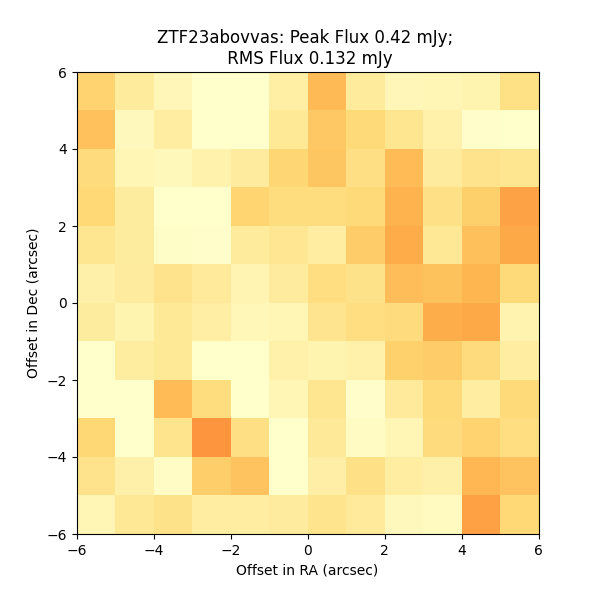 ZTF23abovvas: Peak Flux 0.42 mJy;
RMS Flux 0.132 mJy
6
4
2
0
−2
−4
−6
Offset in Dec (arcsec)
−6 −4 −2 0 2 4 6
Offset in RA (arcsec)